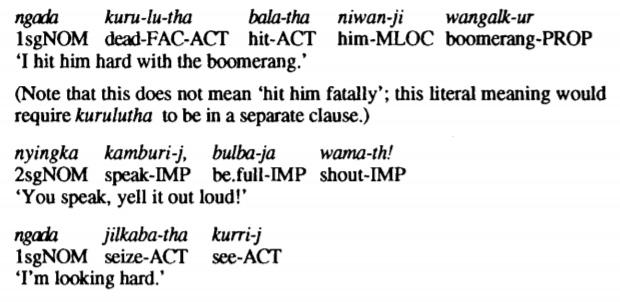 ngada kuru-lu-tha bala-tha niwan-ji wangalk-ur
1sgNOM dead-FAC-ACT hit-ACT him-MLOC boomerang-PROP
‘I hit him hard with the boomerang.’
(Note that this does not mean ‘hit him fatally’; this literal meaning would
require kurulutha to be in a separate clause.)
nyingka kamburi-j, bulba-ja wama-th!
2sgNOM speak-IMP be.full-IMP shout-IMP
‘You speak, yell it out loud!’
ngada jilkaba-tha kurri-j
1sgNOM seize-ACT see-ACT
‘I’m looking hard.’